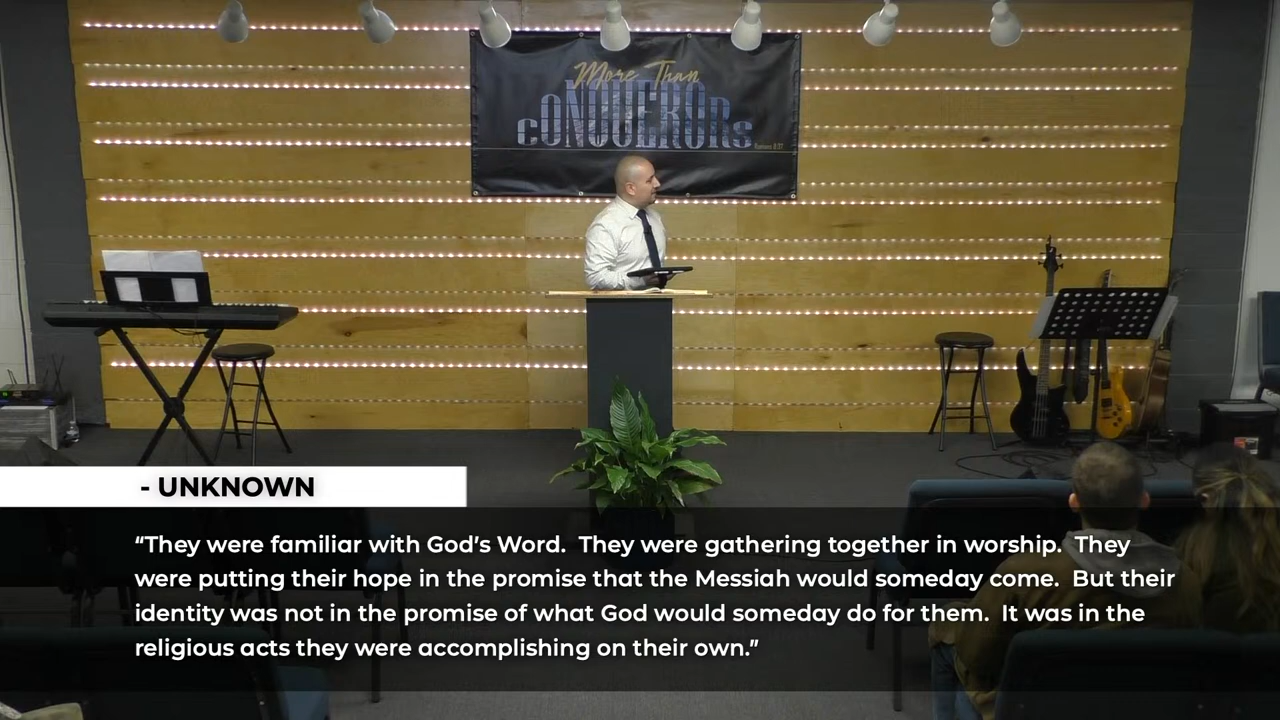 More Than
cONQUERORs
Romans 8:37
- UNKNOWN
“They were familiar with God’s Word.  They were gathering together in worship.  They
were putting their hope in the promise that the Messiah would someday come.  But their
identity was not in the promise of what God would someday do for them.  It was in the
religious acts they were accomplishing on their own.”